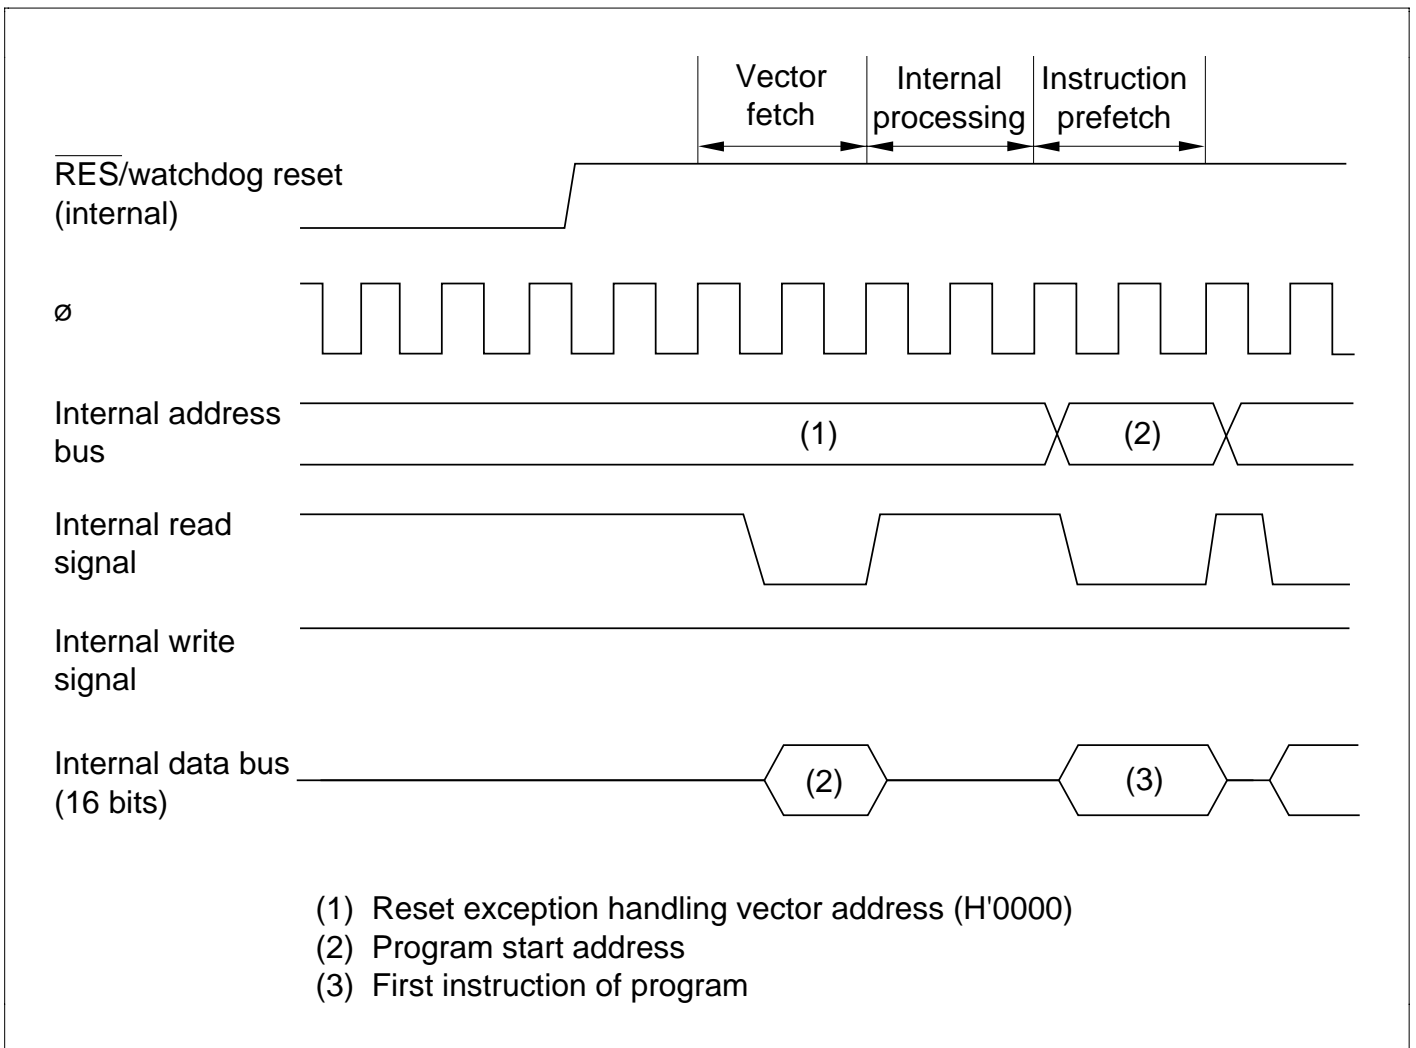 Vector
fetch
Internal
processing
Instruction
prefetch
RES/watchdog reset
(internal)
ø
Internal address
bus
(1)
(2)
Internal read
signal
Internal write
signal
Internal data bus
(16 bits)
(2)
(3)
(1) Reset exception handling vector address (H'0000)
(2) Program start address
(3) First instruction of program